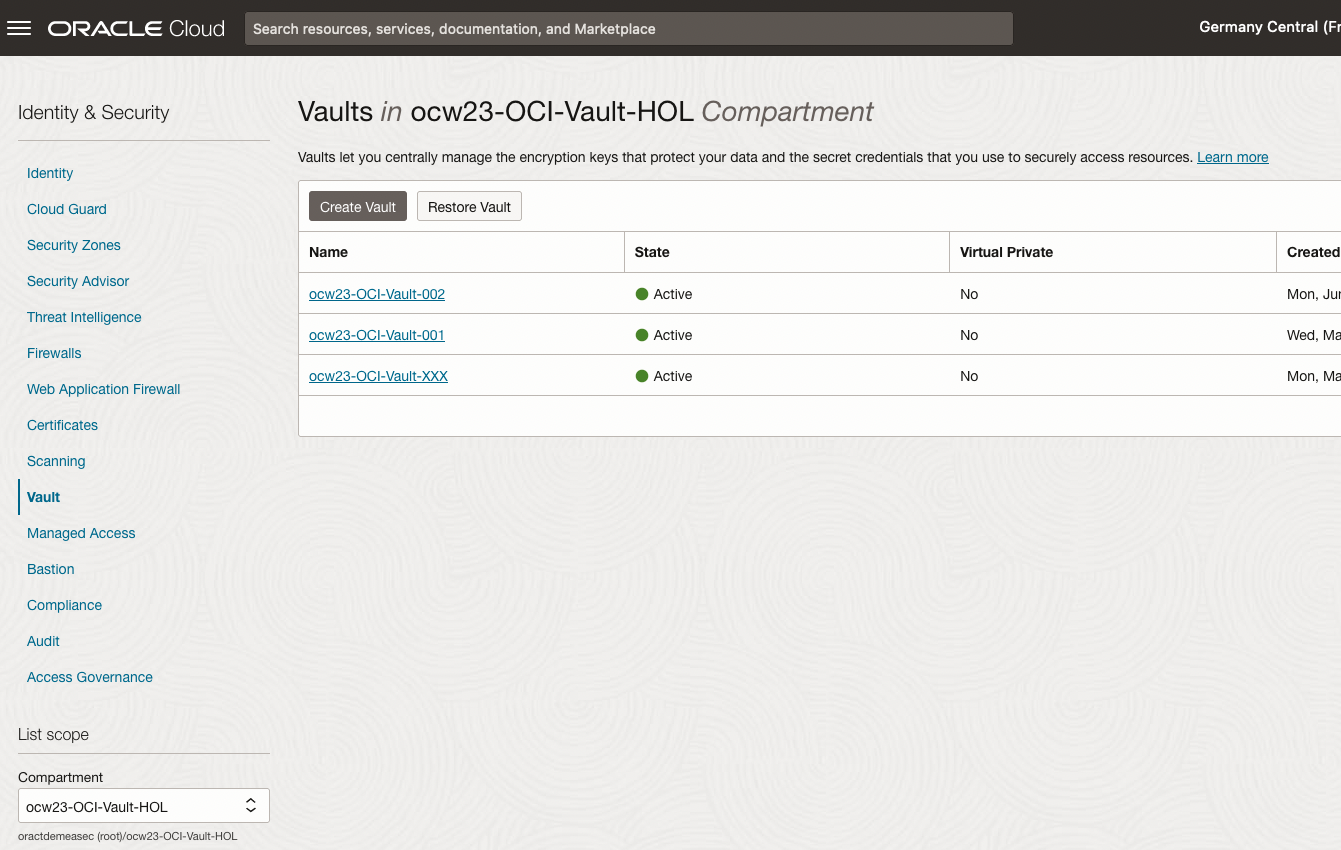 ORACLE Cloud
Search resources, services, documentation, and Marketplace
Germany Central (Fr
Identity & Security
Identity
Cloud Guard
Security Zones
Security Advisor
Threat Intelligence
Firewalls
Web Application Firewall
Certificates
Scanning
Vault
Managed Access
Bastion
Compliance
Audit
Access Governance
List scope
Compartment
ocw23-OCI-Vault-HOL
oractdemeasec (root)/ocw23-OCI-Vault-HOL
Vaults in ocw23-OCI-Vault-HOL Compartment
Vaults let you centrally manage the encryption keys that protect your data and the secret credentials that you use to securely access resources. Learn more
Create Vault Restore Vault
Name State Virtual Private Created
ocw23-OCI-Vault-002 Active No Mon, Jun
ocw23-OCI-Vault-001 Active No Wed, Ma
ocw23-OCI-Vault-XXX Active No Mon, Ma